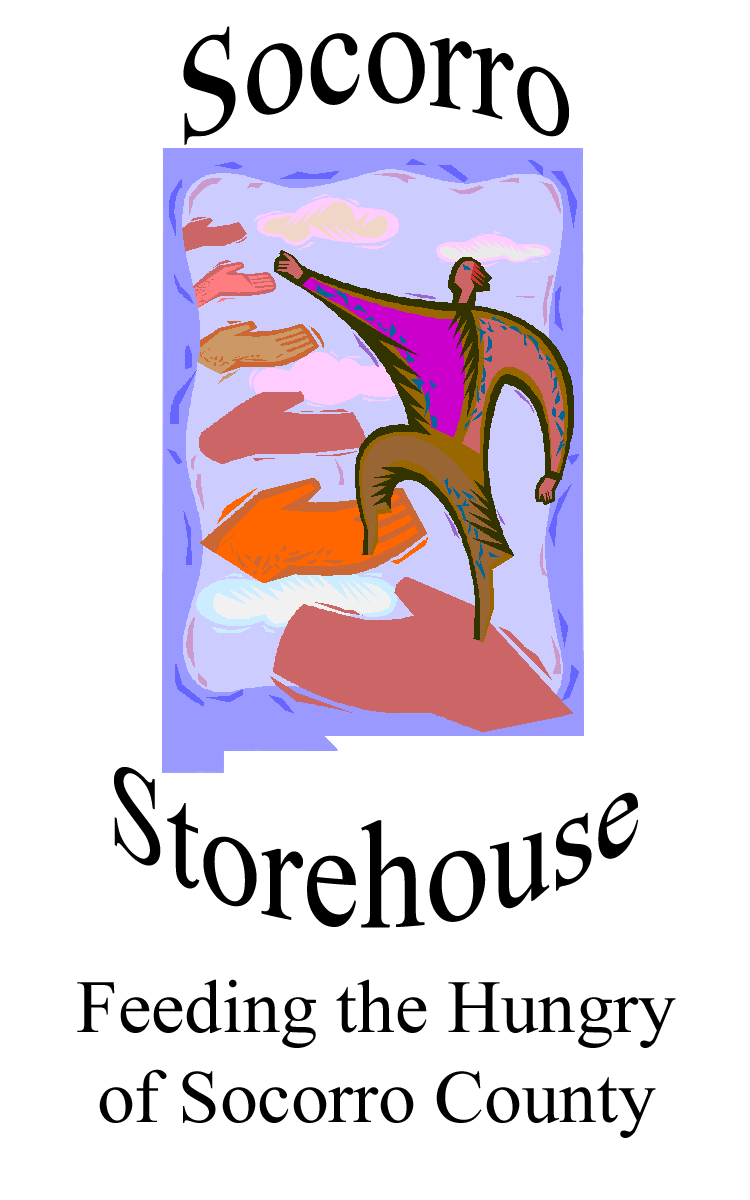 Socorro
Storehouse
Feeding the Hungry
of Socorro County